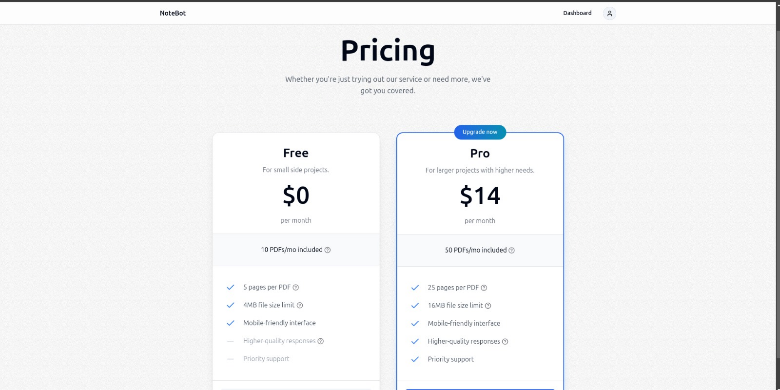 NoteBot
Dashboard
Pricing
Whether you're just trying out our service or need more, we've
got you covered.
Free
For small side projects.
$0
per month
10 PDFs/mo included
5 pages per PDF
4MB file size limit
Mobile-friendly interface
Higher-quality responses
Priority support
Upgrade now
Pro
For larger projects with higher needs.
$14
per month
50 PDFs/mo included
25 pages per PDF
16MB file size limit
Mobile-friendly interface
Higher-quality responses
Priority support